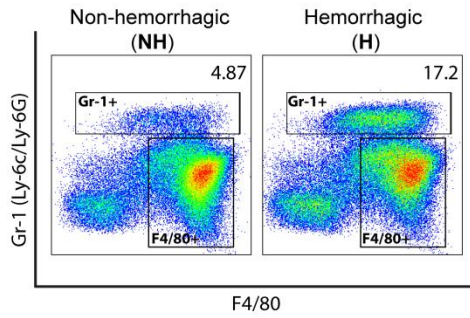 Non-hemorrhagic
(NH)
Hemorrhagic
(H)
4.87
17.2
Gr-1+
Gr-1+
Gr-1 (Ly-6c/Ly-6G)
F4/80+
F4/80+
F4/80